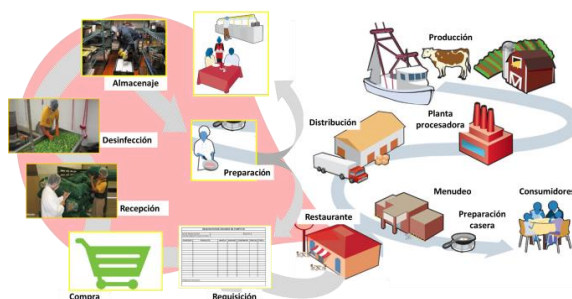 Almacenaje
Desinfección
Preparación
Recepción
Compra
Requisición
Restaurante
Producción
Distribución
Planta
procesadora
Menudeo
Preparación
casera
Consumidores